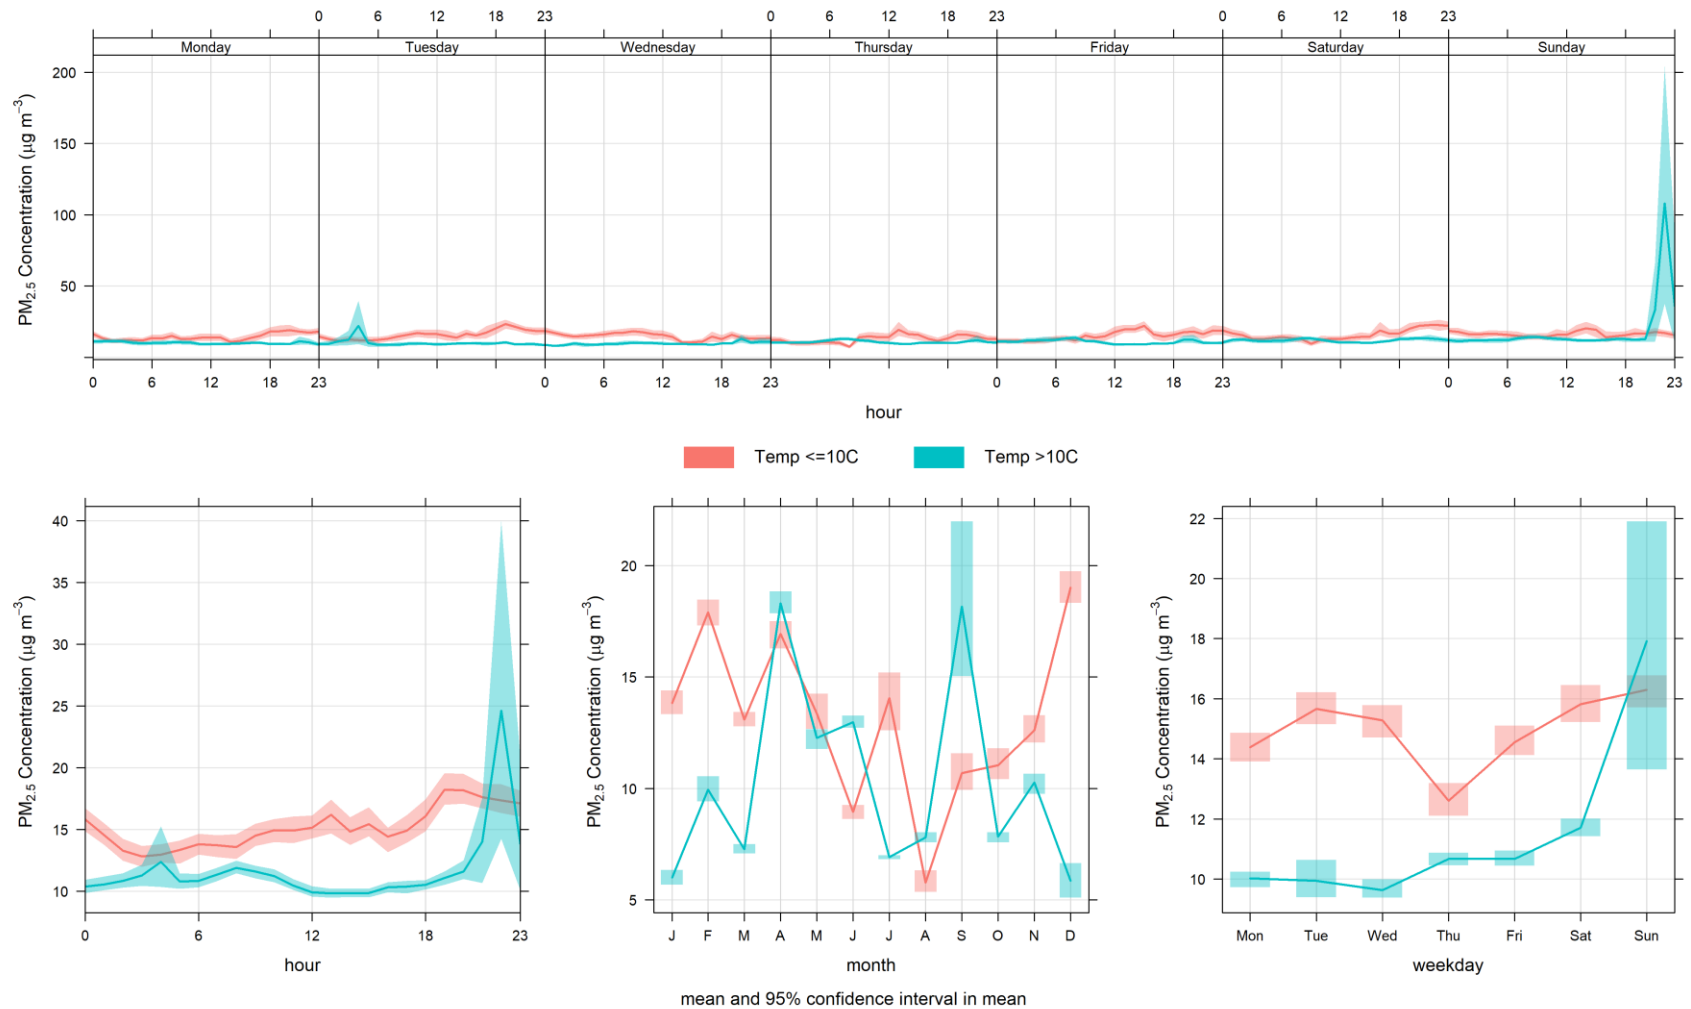 0 6 12 18 23 0 6 12 18 23 0 6 12 18 23
Monday Tuesday Wednesday Thursday Friday Saturday Sunday
200
150
100
50
PM2.5 Concentration (µg m−3)
0 6 12 18 23 0 6 12 18 23 0 6 12 18 23 0 6 12 18 23
hour
Temp <=10C Temp >10C
40
35
30
25
20
15
10
PM2.5 Concentration (µg m−3)
0 6 12 18 23
hour
20
15
10
5
PM2.5 Concentration (µg m−3)
J F M A M J J A S O N D
month
22
20
18
16
14
12
10
PM2.5 Concentration (µg m−3)
Mon Tue Wed Thu Fri Sat Sun
weekday
mean and 95% confidence interval in mean